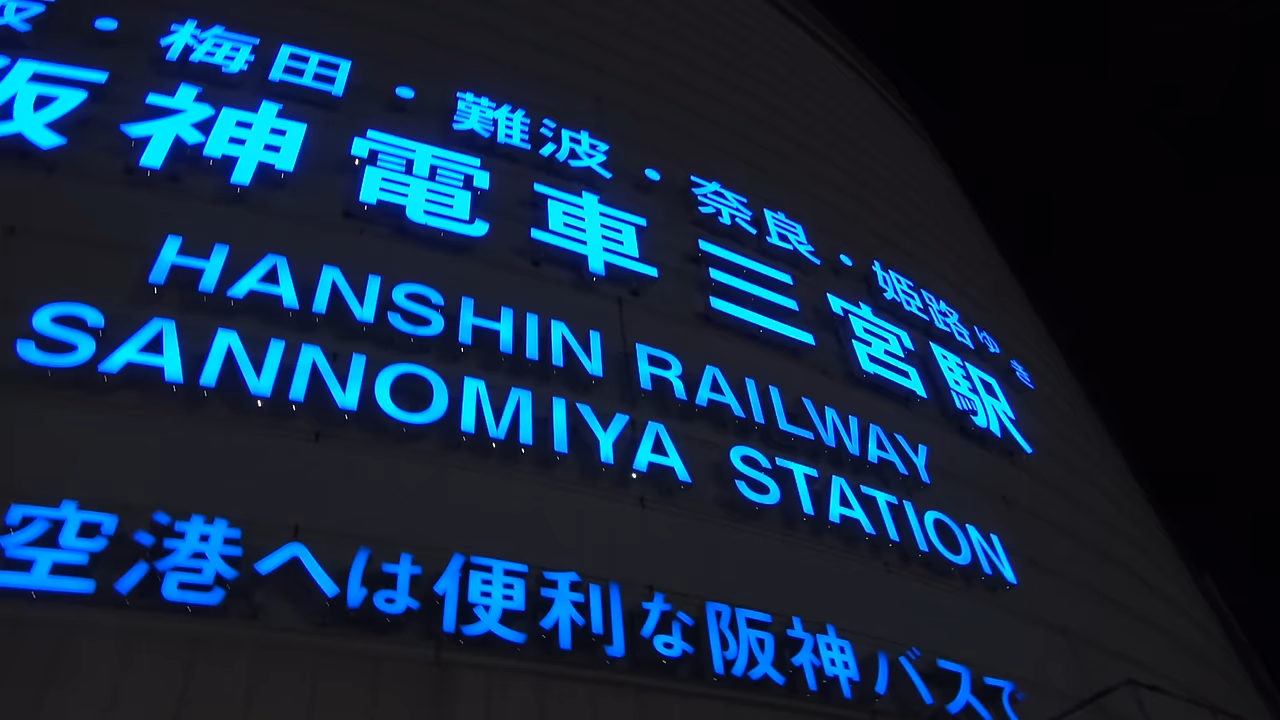 阪・梅田・難波・奈良・姫路ゆき
阪神電車 三宮駅
HANSHIN RAILWAY
SANNOMIYA STATION
空港へは便利な阪神バスで